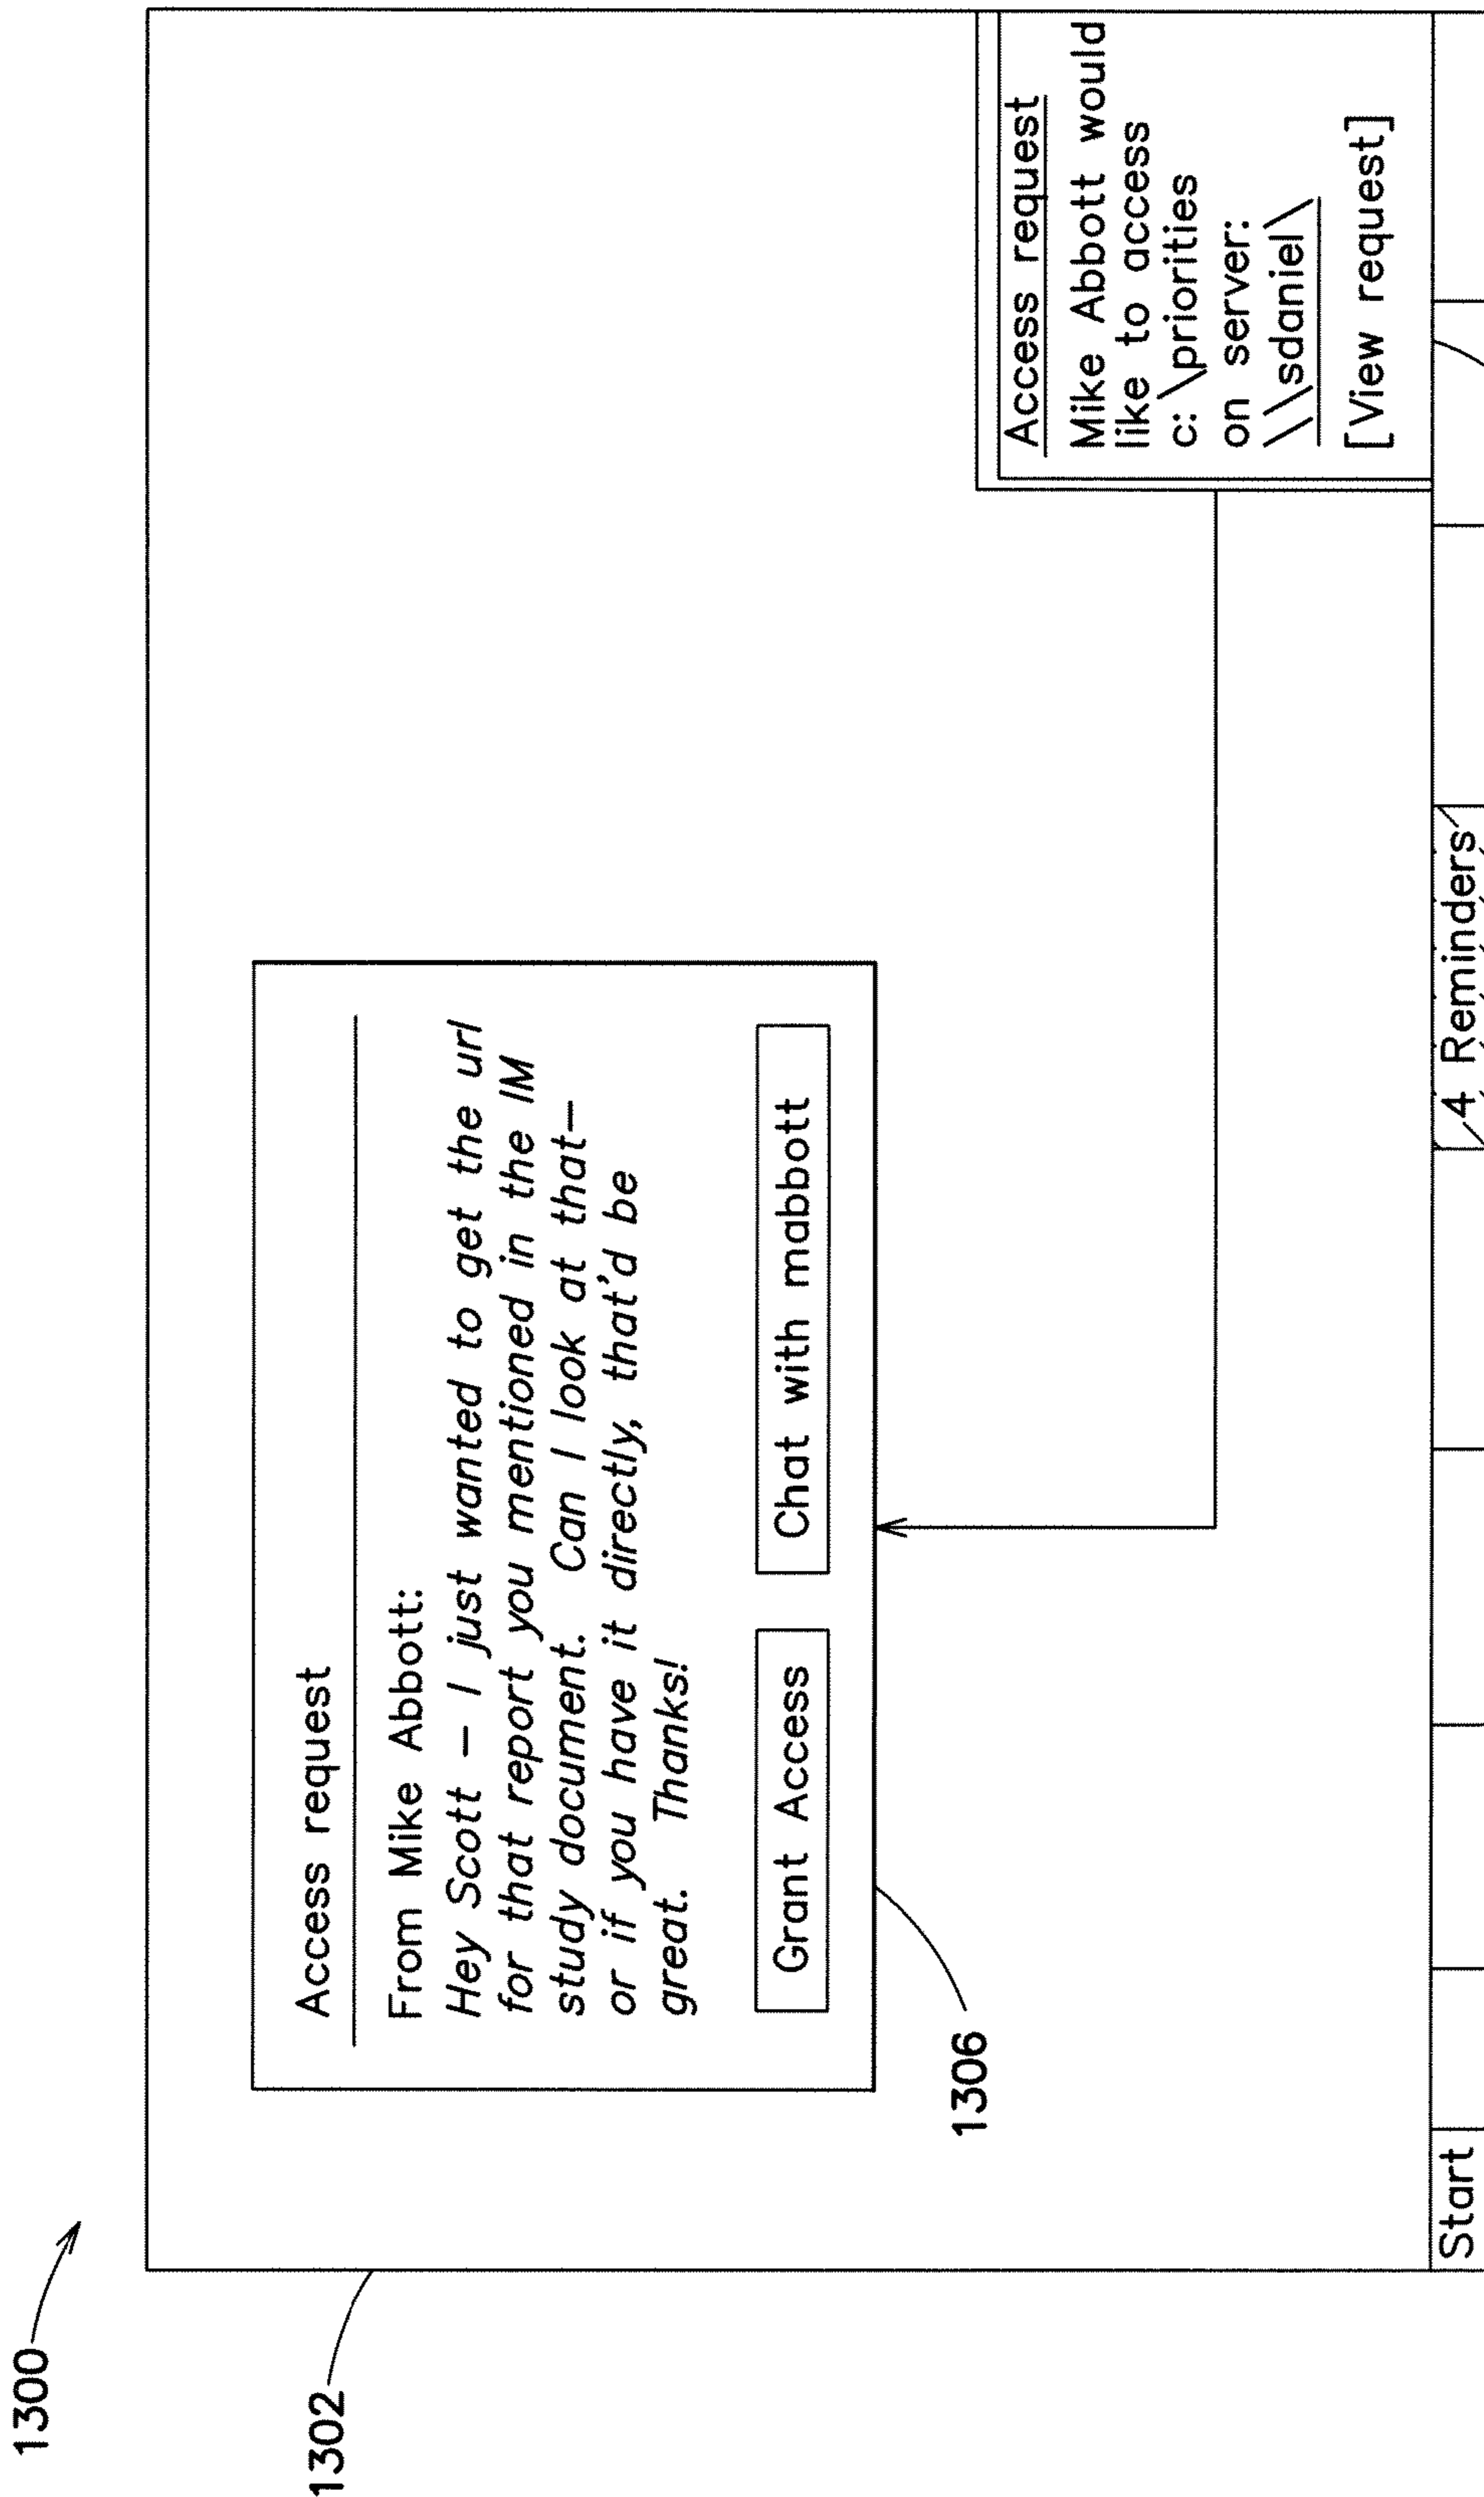 1300
1302
Access request
From Mike Abbott:
Hey Scott – I just wanted to get the url
for that report you mentioned in the IM
study document. Can I look at that–
or if you have it directly, that'd be
great. Thanks!
Grant Access
Chat with mabbott
1306
Access request
Mike Abbott would
like to access
c: \priorities
on server:
\\sdaniel\
[View request]
Start
4 Reminders